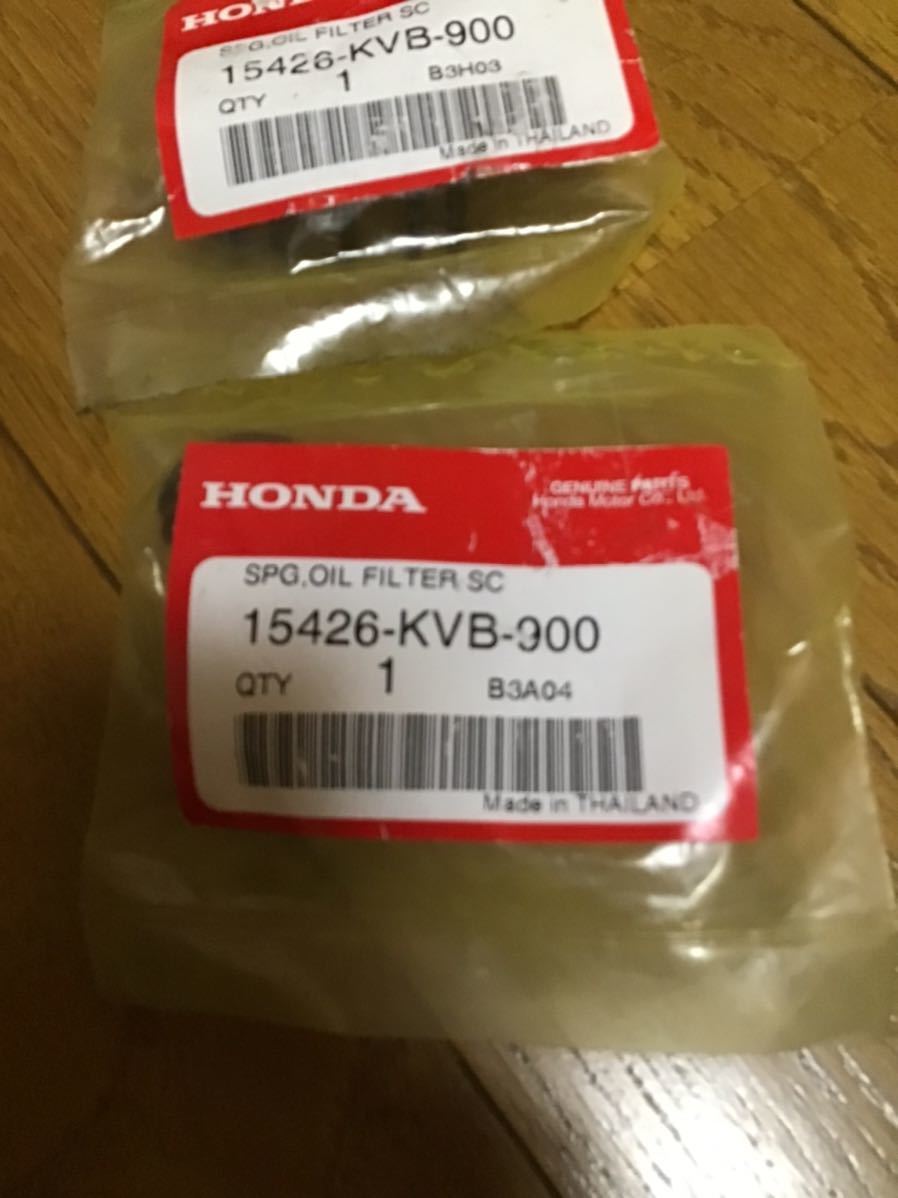 HONDA
SPG,OIL FILTER SC
15426-KVB-900
QTY 1 B3H03
Made in THAILAND
HONDA
GENUINE PARTS
Honda Motor Co., Ltd.
SPG,OIL FILTER SC
15426-KVB-900
QTY 1 B3A04
Made in THAILAND